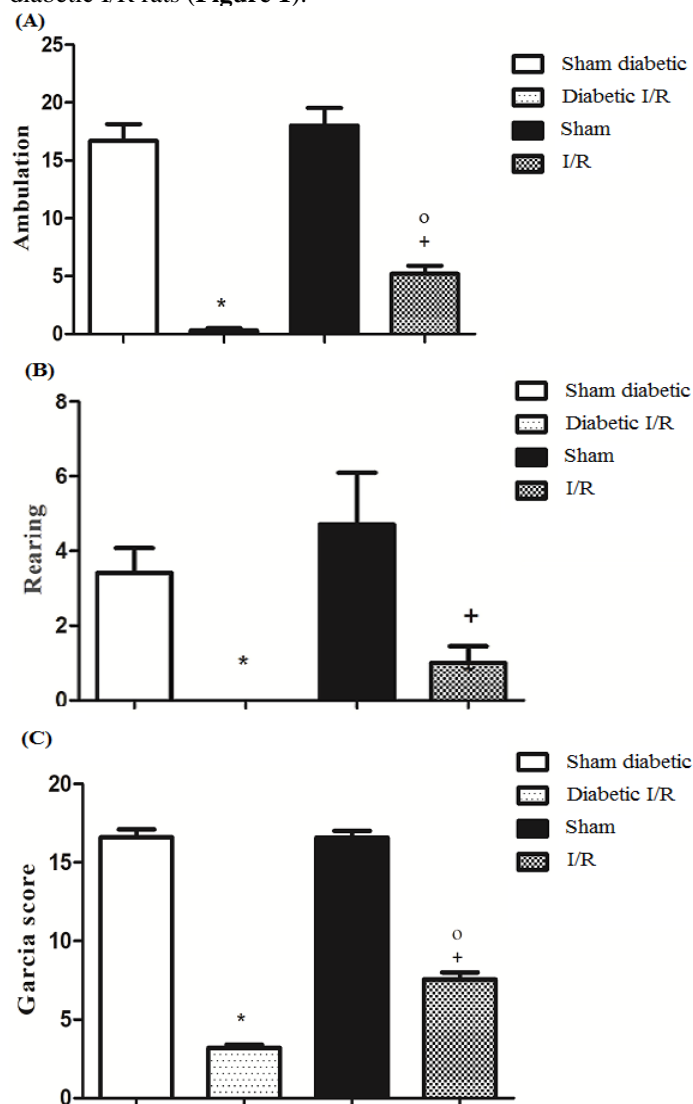 diabetic I/R rats (Figure 1).
(A)
25
20
15
10
5
0
Ambulation
*
o
+
Sham diabetic
Diabetic I/R
Sham
I/R
(B)
8
6
4
2
0
Rearing
*
+
Sham diabetic
Diabetic I/R
Sham
I/R
(C)
20
15
10
5
0
Garcia score
*
o
+
Sham diabetic
Diabetic I/R
Sham
I/R